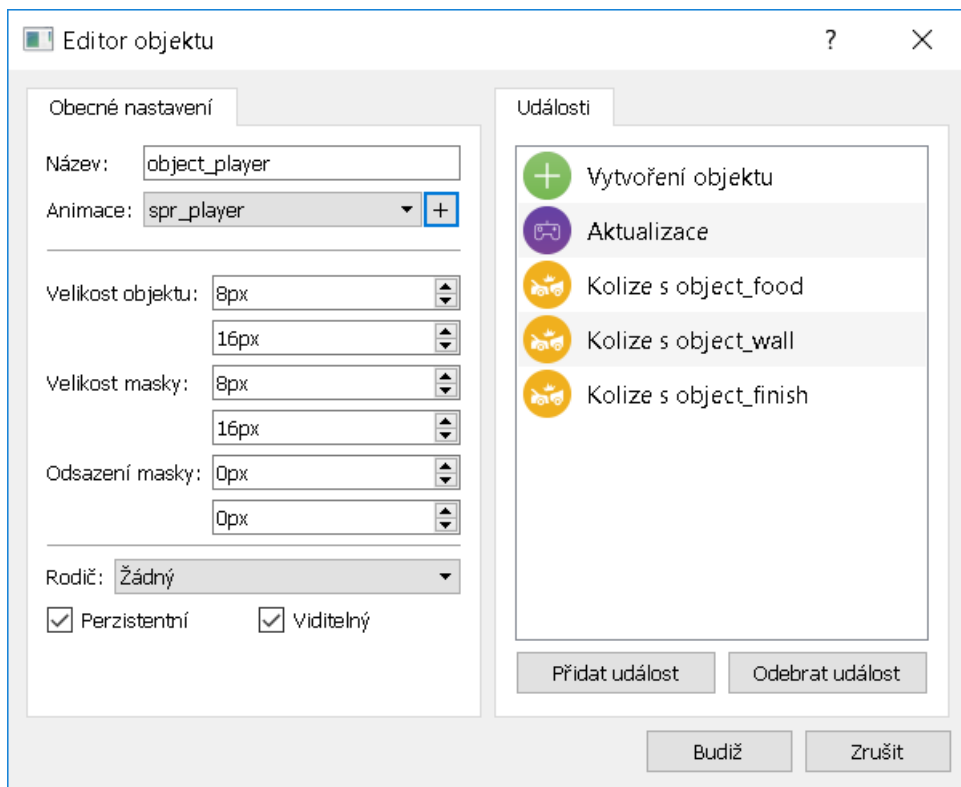 Editor objektu
?
Obecné nastavení
Název: object_player
Animace: spr_player +
Velikost objektu: 8px
16px
Velikost masky: 8px
16px
Odsazení masky: 0px
0px
Rodič: Žádný
Perzistentní Viditelný
Události
Vytvoření objektu
Aktualizace
Kolize s object_food
Kolize s object_wall
Kolize s object_finish
Přidat událost Odebrat událost
Budiž Zrušit